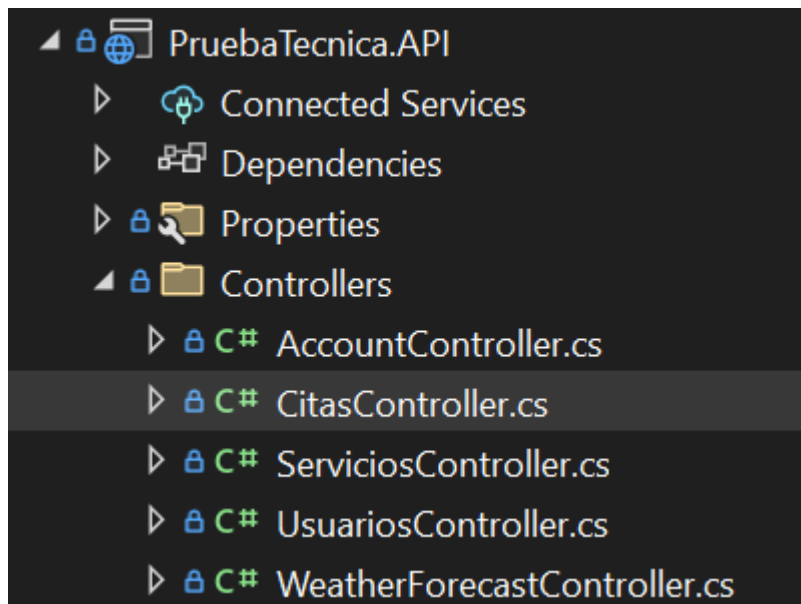 PruebaTecnica.API
Connected Services
Dependencies
Properties
Controllers
C# AccountController.cs
C# CitasController.cs
C# ServiciosController.cs
C# UsuariosController.cs
C# WeatherForecastController.cs